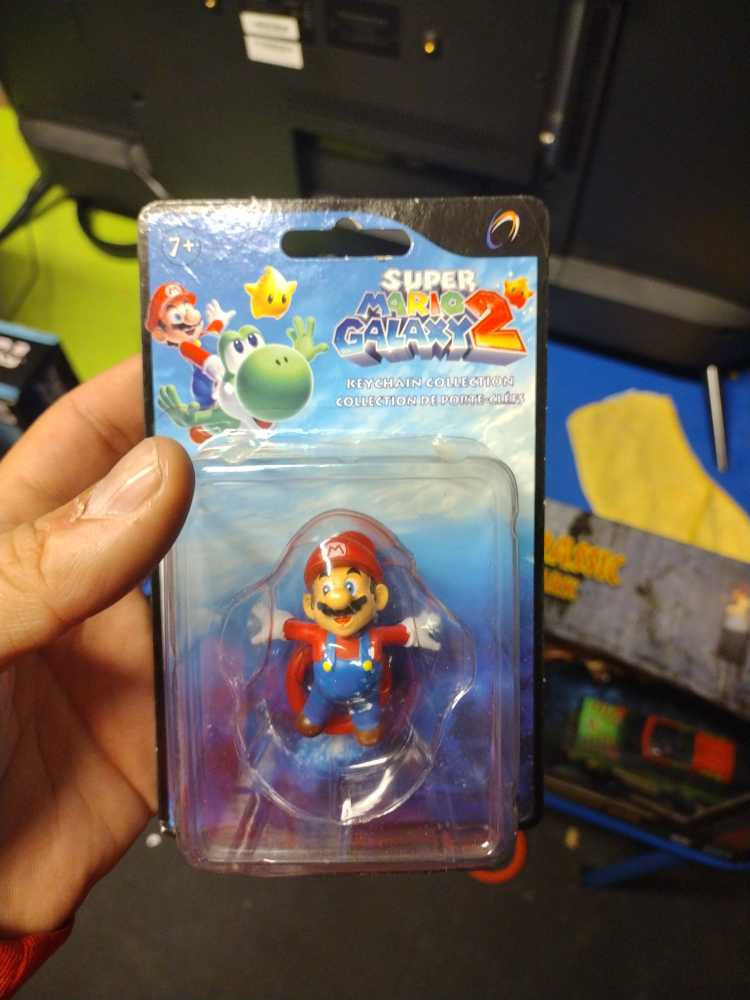 7+
SUPER
MARIO
GALAXY 2
KEYCHAIN COLLECTION
COLLECTION DE PORTE-CLÉS
M
M